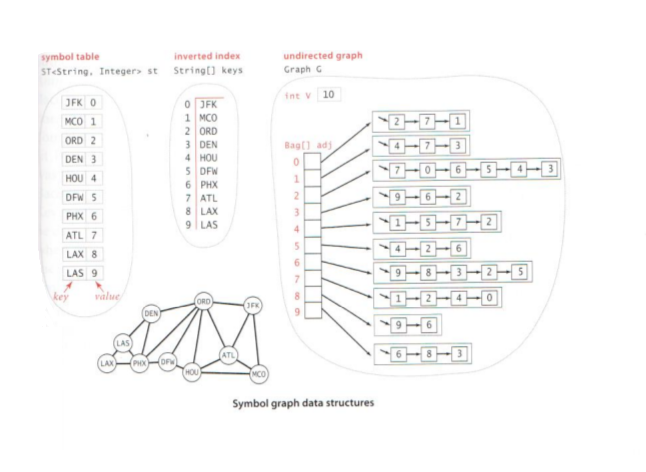 symbol table
ST<String, Integer> st
JFK 0
MCO 1
ORD 2
DEN 3
HOU 4
DFW 5
PHX 6
ATL 7
LAX 8
LAS 9
key value
inverted index
String[] keys
0 JFK
1 MCO
2 ORD
3 DEN
4 HOU
5 DFW
6 PHX
7 ATL
8 LAX
9 LAS
undirected graph
Graph G
int V 10
Bag[] adj
0
1
2
3
4
5
6
7
8
9
2 7 1
4 7 3
7 0 6 5 4 3
9 6 2
1 5 7 2
4 2 6
9 8 3 2 5
1 2 4 0
9 6
6 8 3
ORD
JFK
DEN
LAS
ATL
LAX
PHX
DFW
HOU
MCO
Symbol graph data structures